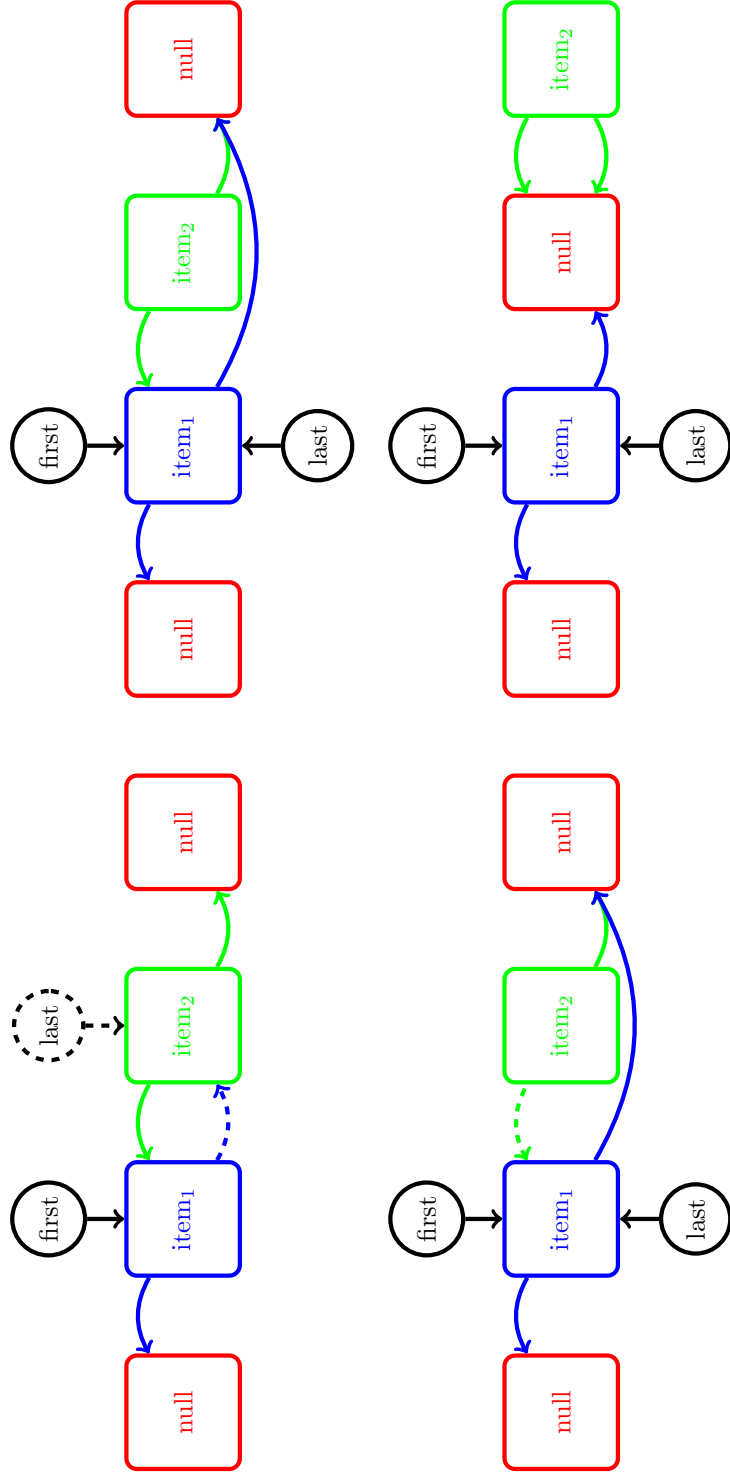 first
last
first
null
item₁
item₂
null
null
item₁
item₂
null
last
first
first
null
item₁
item₂
null
null
item₁
null
item₂
last
last